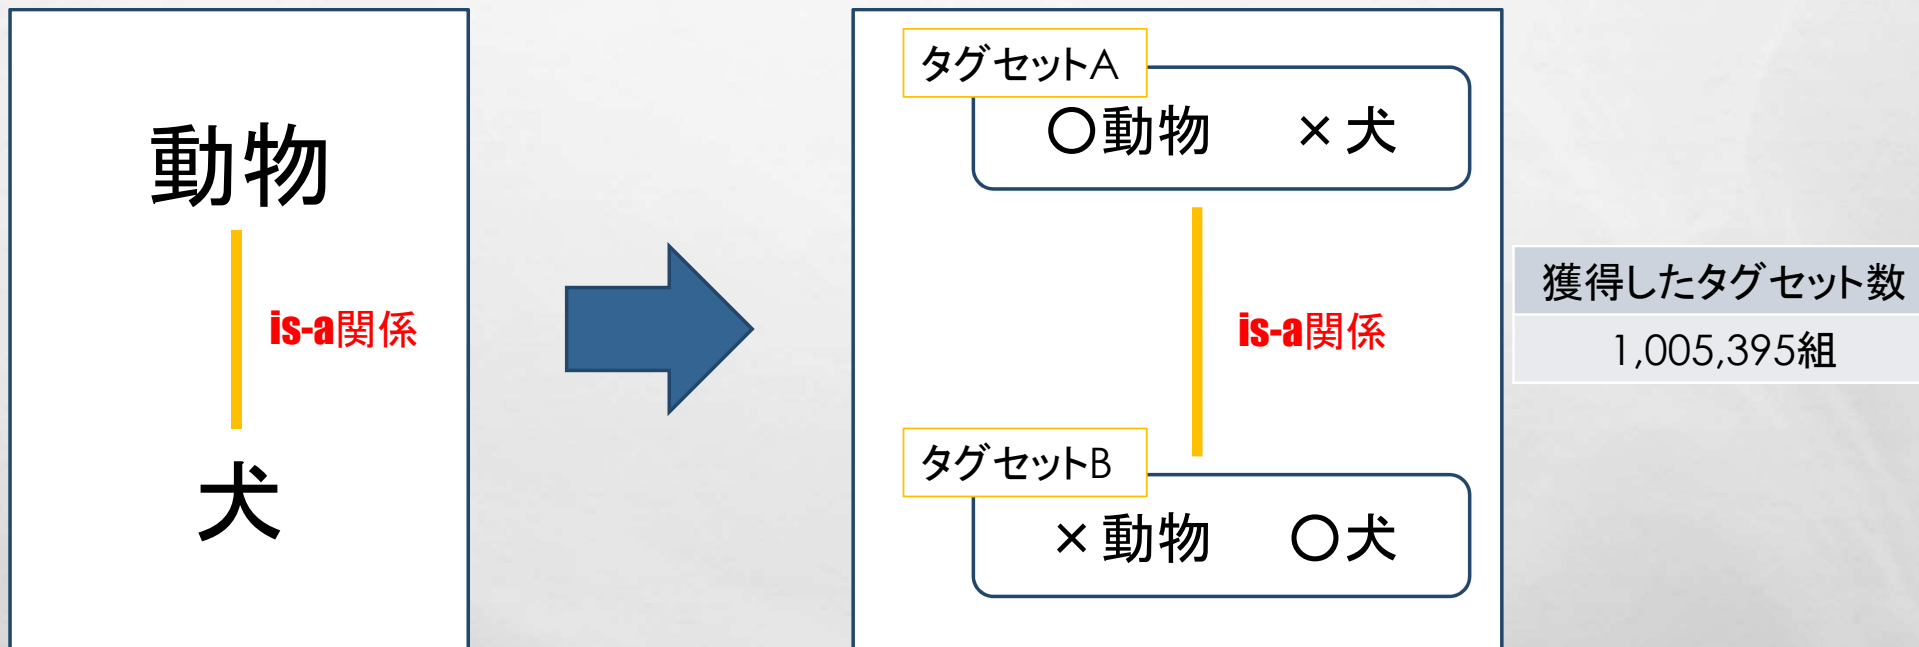 動物
is-a関係
犬
タグセットA
〇動物 ×犬
is-a関係
タグセットB
×動物 〇犬
獲得したタグセット数
1,005,395組